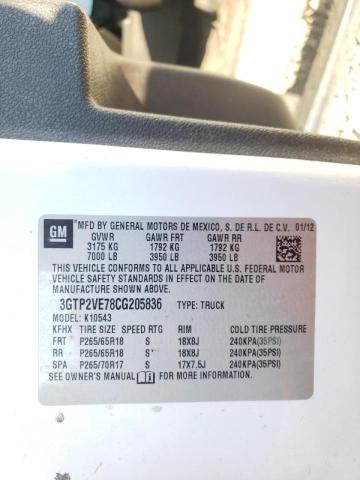 GM MFD BY GENERAL MOTORS DE MEXICO, S. DE R.L. DE C.V. 01/12
GVWR GAWR FRT GAWR RR
3175 KG 1792 KG 1792 KG
7000 LB 3950 LB 3950 LB
THIS VEHICLE CONFORMS TO ALL APPLICABLE U.S. FEDERAL MOTOR
VEHICLE SAFETY STANDARDS IN EFFECT ON THE DATE OF
MANUFACTURE SHOWN ABOVE.
3GTP2VE78CG205836 TYPE: TRUCK
MODEL: K10543
KFHX TIRE SIZE SPEED RTG RIM COLD TIRE PRESSURE
FRT P265/65R18 S 18X8J 240KPA(35PSI)
RR P265/65R18 S 18X8J 240KPA(35PSI)
SPA P265/70R17 S 17X7.5J 240KPA(35PSI)
SEE OWNER'S MANUAL FOR ADDITIONAL INFORMATION